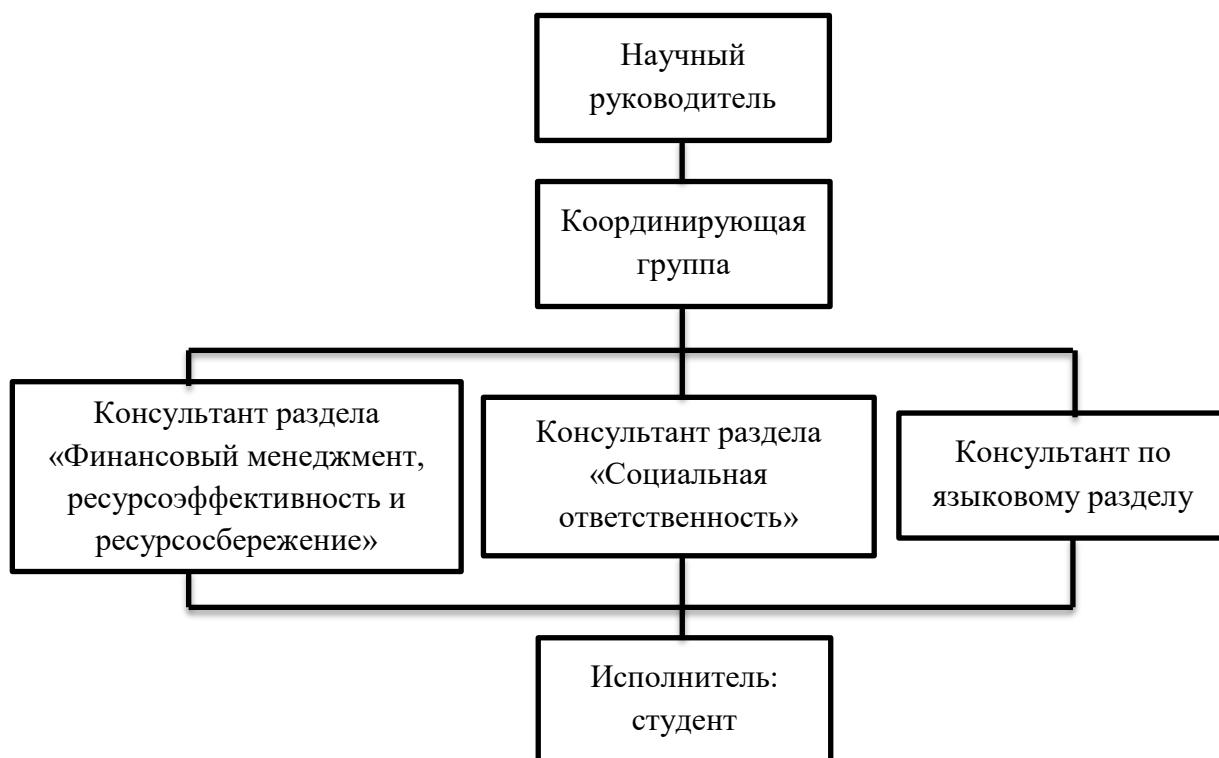 Научный
руководитель
Координирующая
группа
Консультант раздела
«Финансовый менеджмент,
ресурсоэффективность и
ресурсосбережение»
Консультант раздела
«Социальная
ответственность»
Консультант по
языковому разделу
Исполнитель:
студент